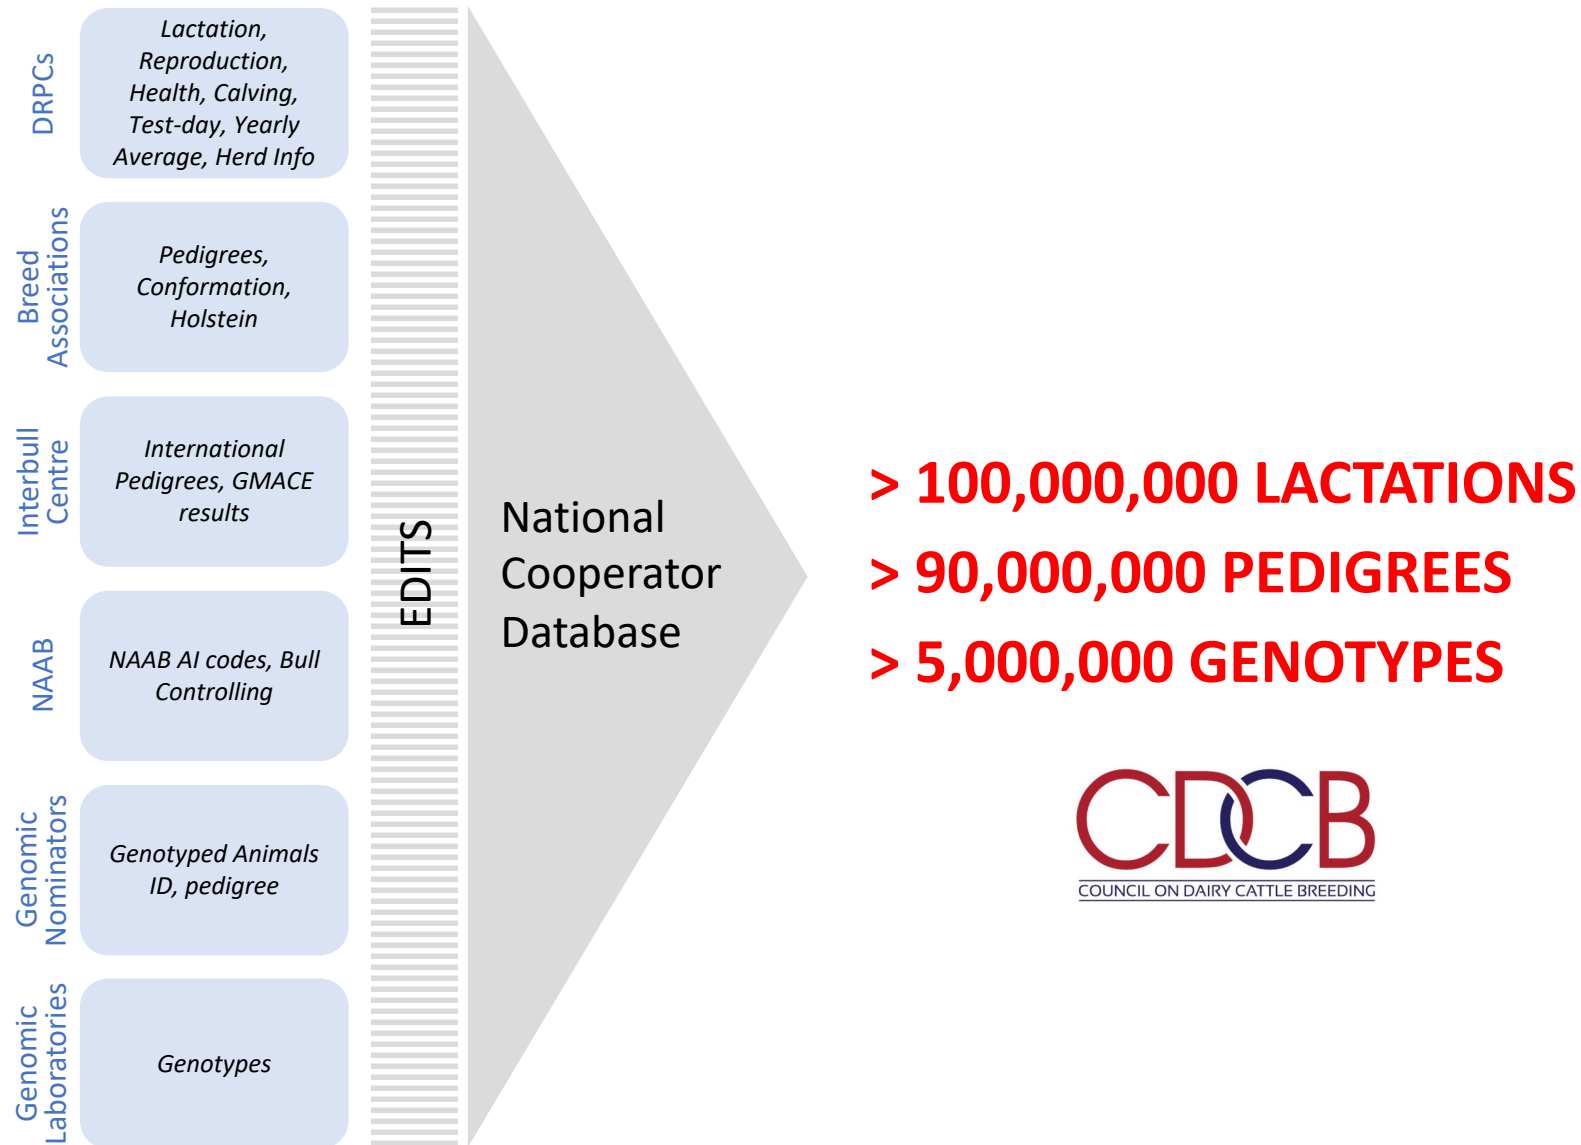 DRPCs
Lactation,
Reproduction,
Health, Calving,
Test-day, Yearly
Average, Herd Info
Breed
Associations
Pedigrees,
Conformation,
Holstein
Interbull
Centre
International
Pedigrees, GMACE
results
NAAB
NAAB AI codes, Bull
Controlling
Genomic
Nominators
Genotyped Animals
ID, pedigree
Genomic
Laboratories
Genotypes
EDITS
National
Cooperator
Database
> 100,000,000 LACTATIONS
> 90,000,000 PEDIGREES
> 5,000,000 GENOTYPES
CDCB
COUNCIL ON DAIRY CATTLE BREEDING